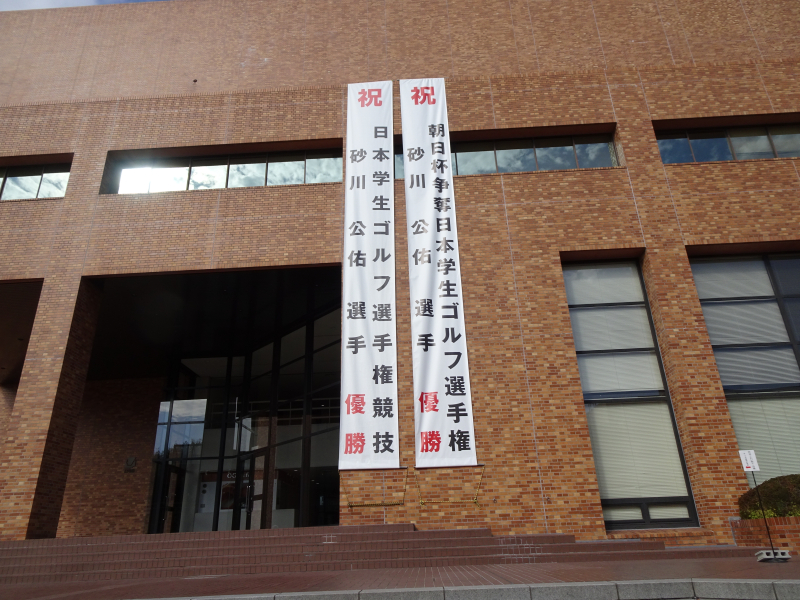 祝
朝日杯争奪日本学生ゴルフ選手権
砂川公佑選手優勝
祝
日本学生ゴルフ選手権競技
砂川公佑選手優勝